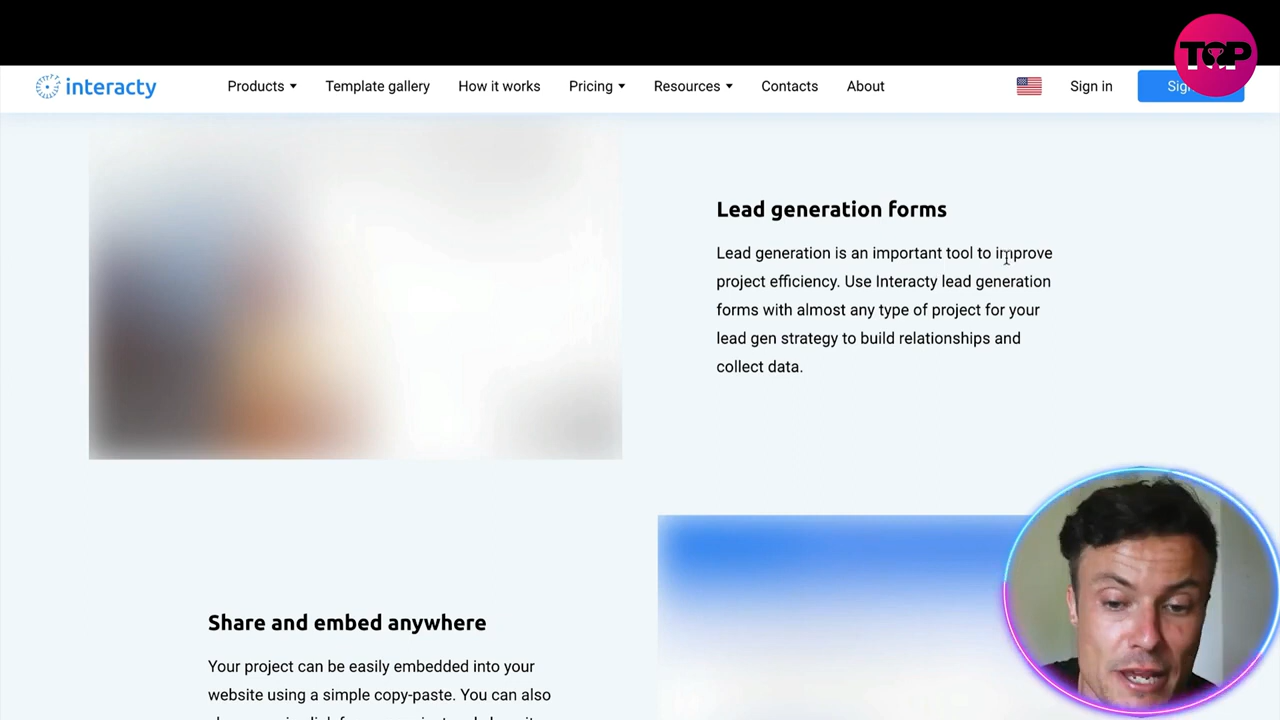 TOP
interacty
Products
Template gallery
How it works
Pricing
Resources
Contacts
About
Sign in
Lead generation forms
Lead generation is an important tool to improve
project efficiency. Use Interacty lead generation
forms with almost any type of project for your
lead gen strategy to build relationships and
collect data.
Share and embed anywhere
Your project can be easily embedded into your
website using a simple copy-paste. You can also